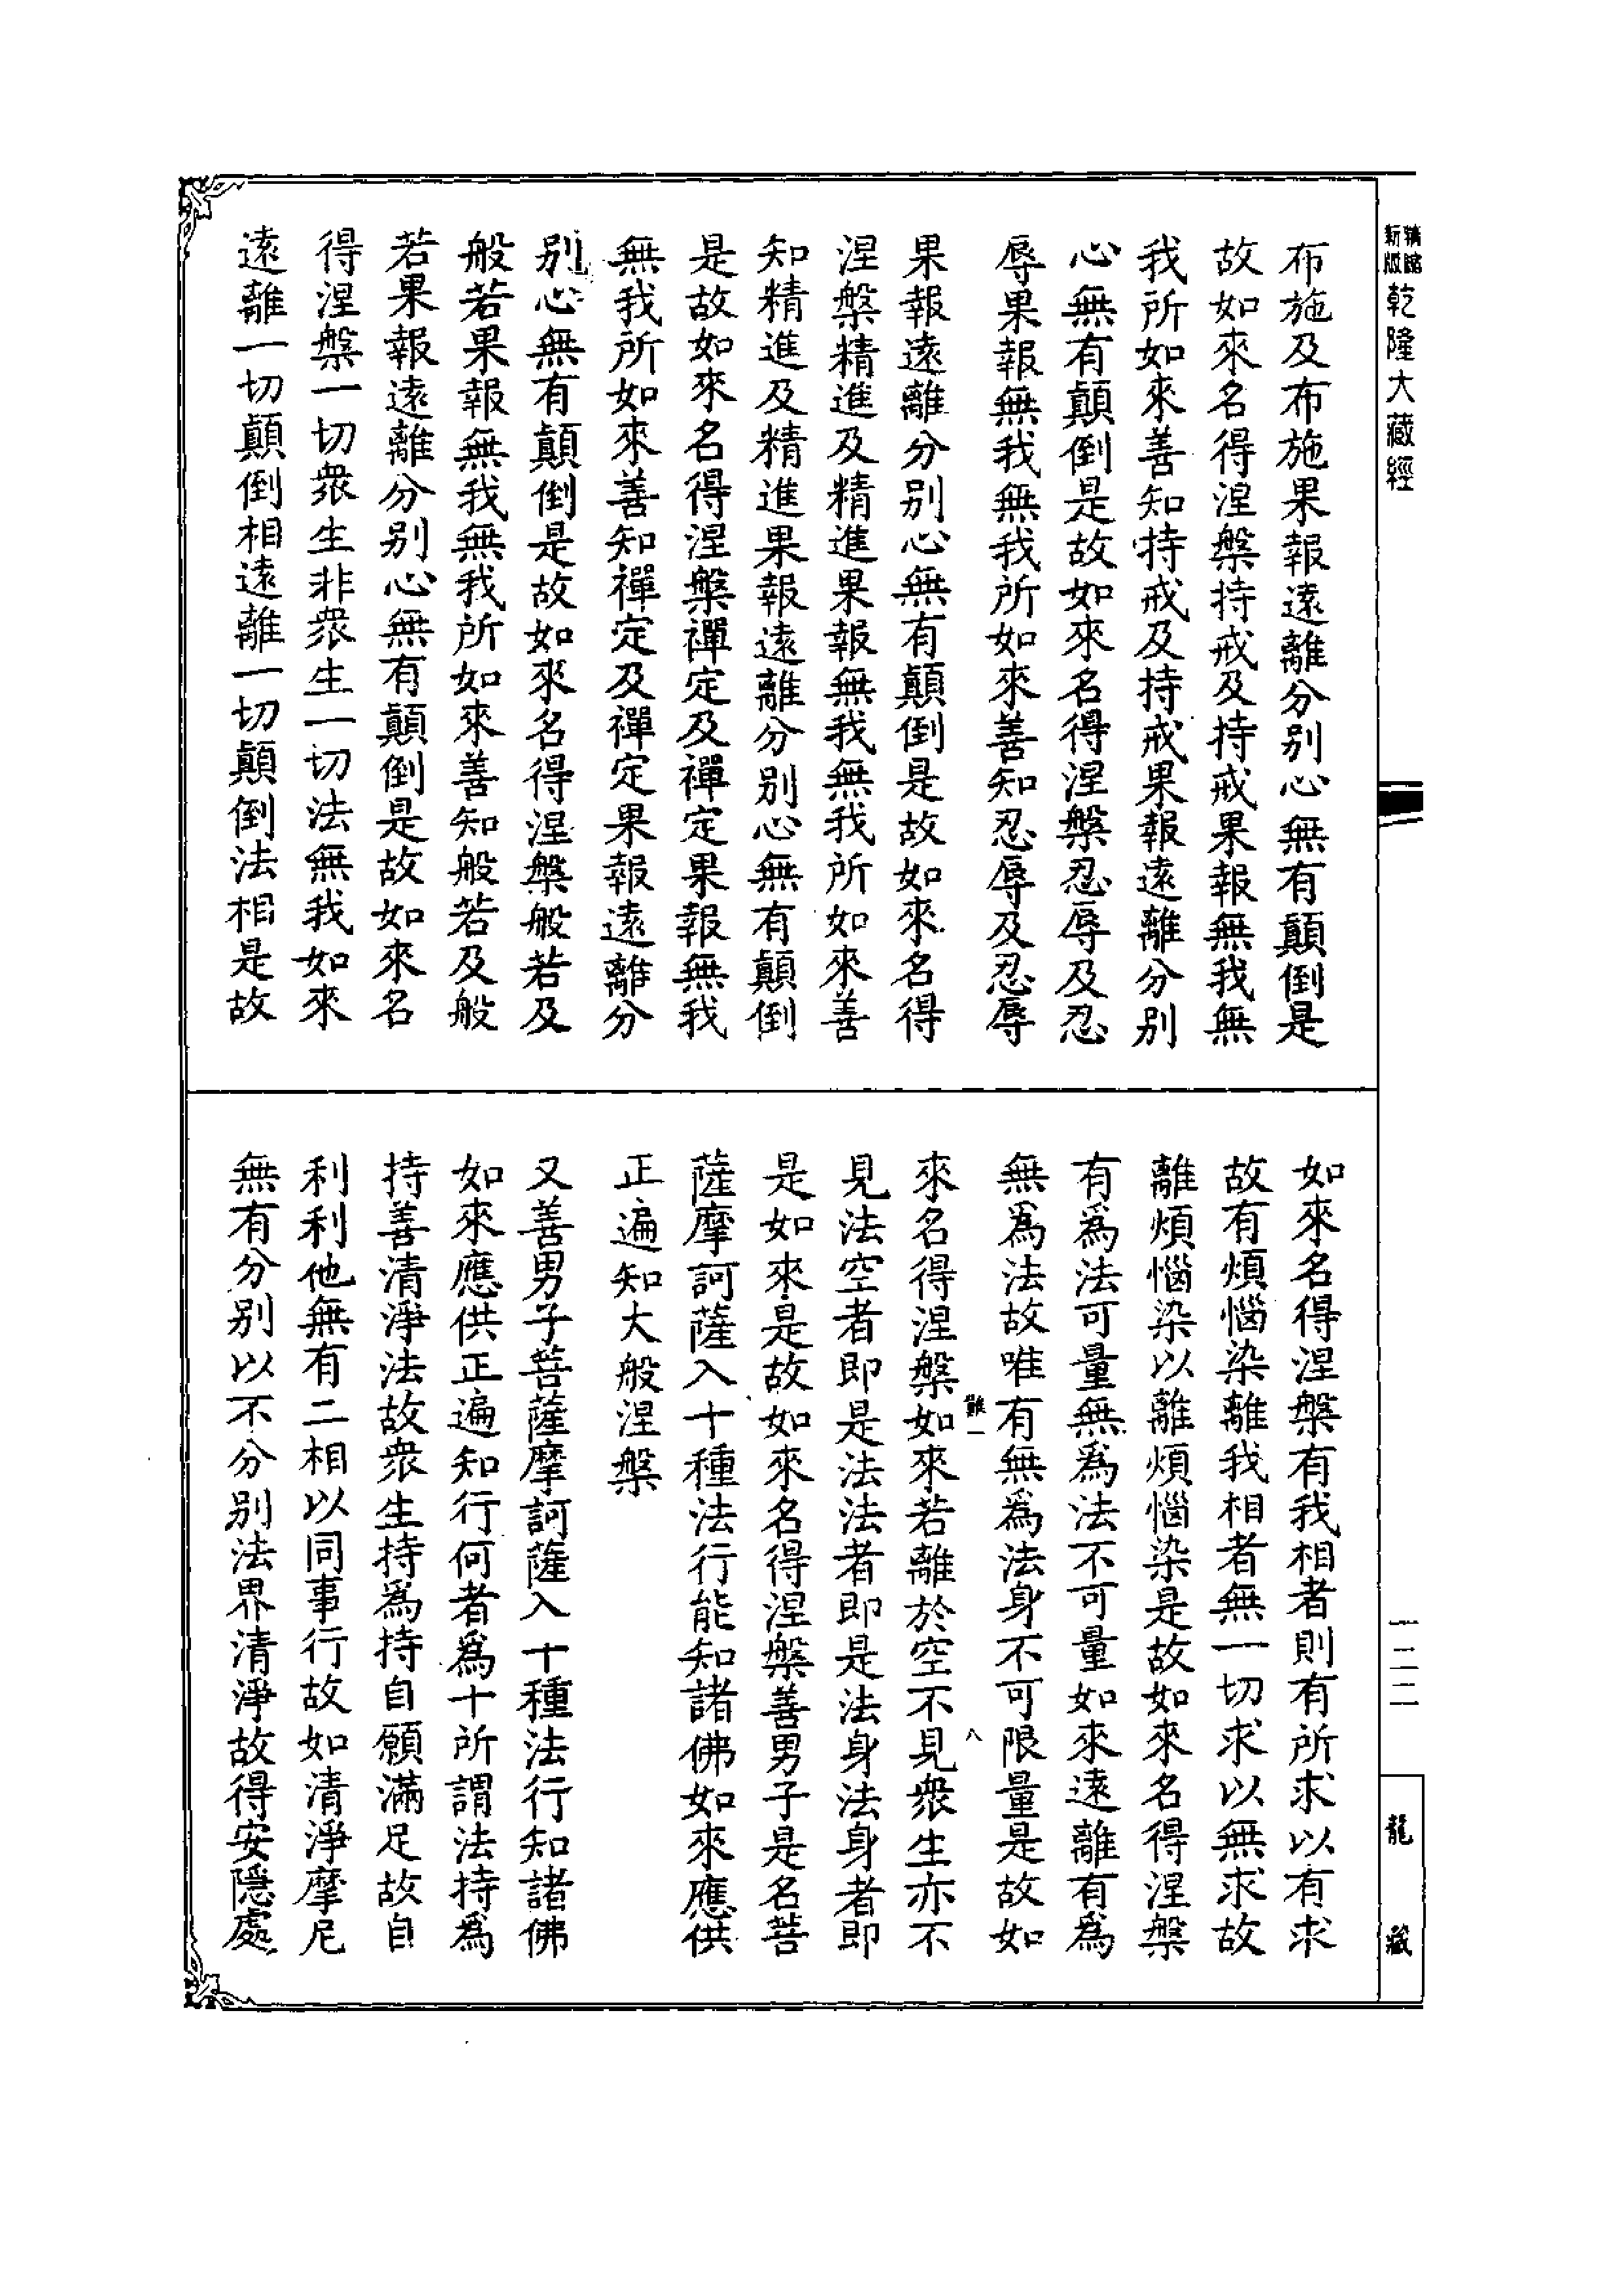 新版精縮乾隆大藏經
布施及布施果報遠離分别心無有顛倒是
故如來名得涅槃持戒及持戒果報無我無
我所如來善知持戒及持戒果報遠離分别
心無有顛倒是故如來名得涅槃忍辱及忍
辱果報無我無我所如來善知忍辱及忍辱
果報遠離分别心無有顛倒是故如來名得
涅槃精進及精進果報無我無我所如來善
知精進及精進果報遠離分别心無有顛倒
是故如來名得涅槃禪定及禪定果報無我
無我所如來善知禪定及禪定果報遠離分
别心無有顛倒是故如來名得涅槃般若及
般若果報無我無我所如來善知般若及般
若果報遠離分别心無有顛倒是故如來名
得涅槃一切衆生非衆生一切法無我如來
遠離一切顛倒相遠離一切顛倒法相是故
如來名得涅槃有我相者則有所求以有求
故有煩惱染離我相者無一切求以無求故
離煩惱染以離煩惱染是故如來名得涅槃
有爲法可量無爲法不可量如來遠離有爲
無爲法故唯有無爲法身不可限量是故如
難一 八
來名得涅槃如來若離於空不見衆生亦不
見法空者即是法法者即是法身法身者即
是如來是故如來名得涅槃善男子是名菩
薩摩訶薩入十種法行能知諸佛如來應供
正遍知大般涅槃
又善男子菩薩摩訶薩入十種法行知諸佛
如來應供正遍知行何者爲十所謂法持爲
持善清淨法故衆生持爲持自願滿足故自
利利他無有二相以同事行故如清淨摩尼
無有分别以不分别法界清淨故得安隱處
一二二
龍藏